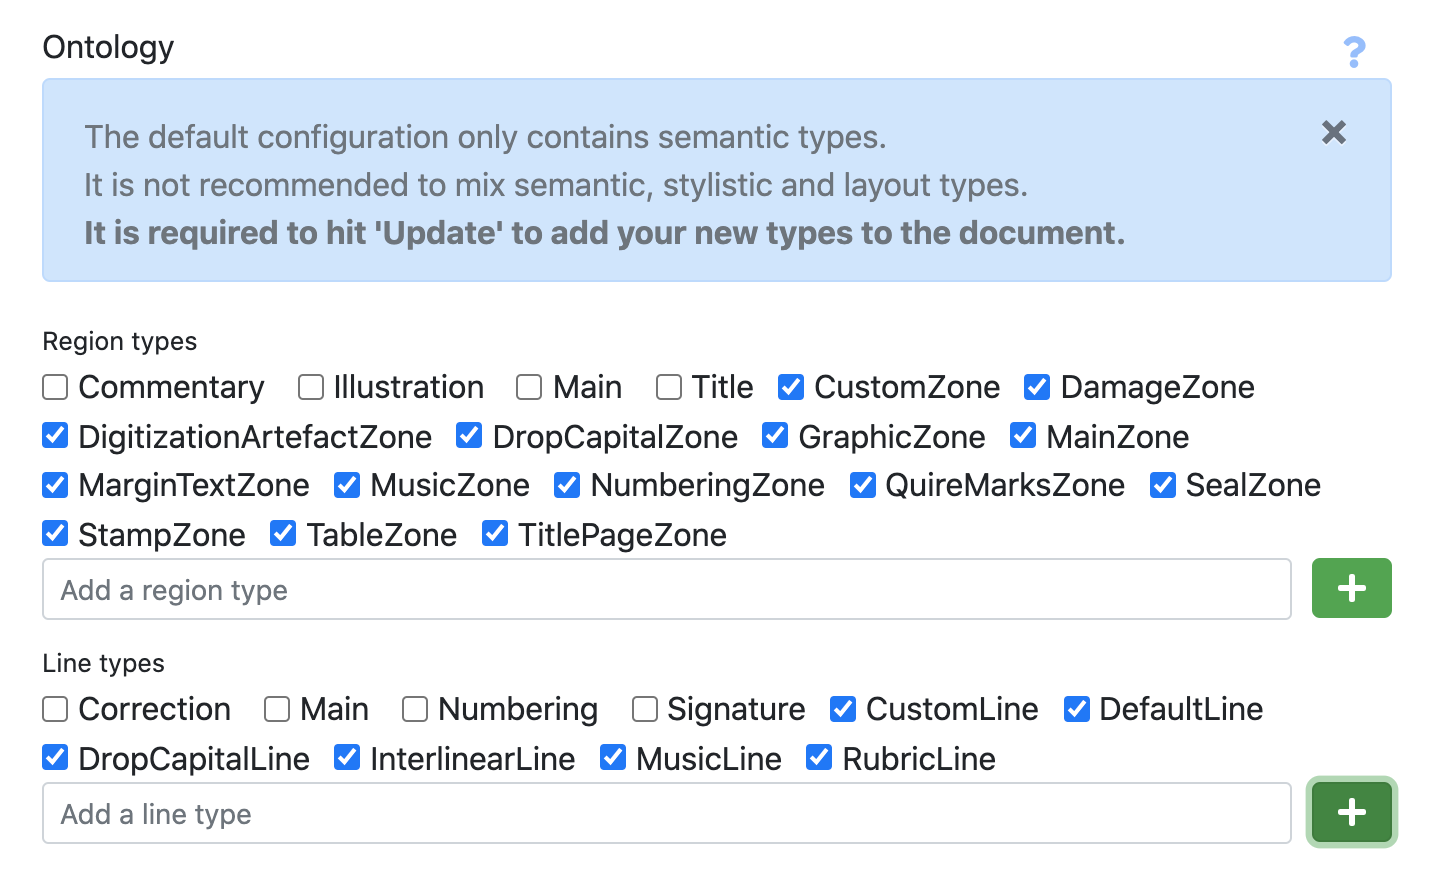 Ontology ?
The default configuration only contains semantic types.
It is not recommended to mix semantic, stylistic and layout types.
It is required to hit 'Update' to add your new types to the document.
Region types
Commentary Illustration Main Title CustomZone DamageZone
DigitizationArtefactZone DropCapitalZone GraphicZone MainZone
MarginTextZone MusicZone NumberingZone QuireMarksZone SealZone
StampZone TableZone TitlePageZone
Add a region type
Line types
Correction Main Numbering Signature CustomLine DefaultLine
DropCapitalLine InterlinearLine MusicLine RubricLine
Add a line type